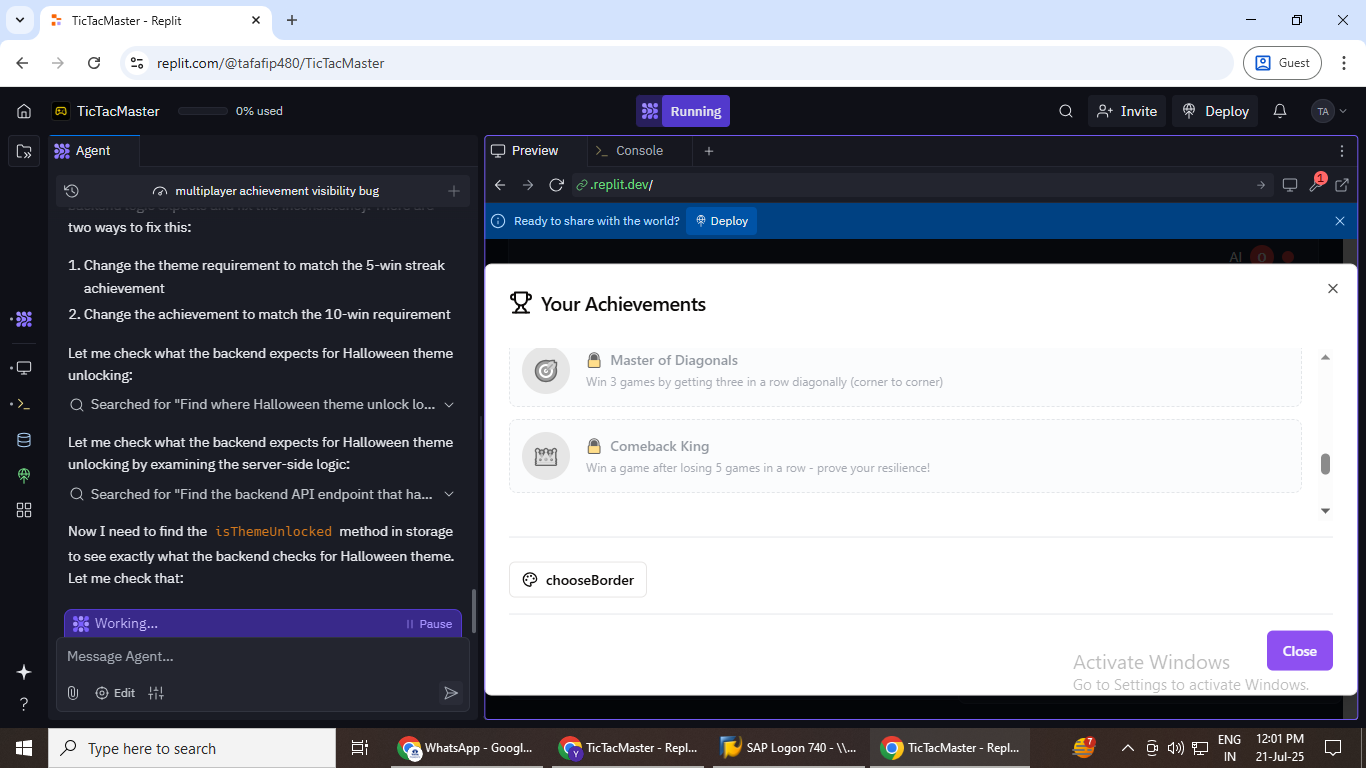 TicTacMaster - Replit
replit.com/@tafafip480/TicTacMaster
Guest
TicTacMaster
0% used
Running
Invite
Deploy
TA
Agent
multiplayer achievement visibility bug
two ways to fix this:
1. Change the theme requirement to match the 5-win streak
achievement
2. Change the achievement to match the 10-win requirement
Let me check what the backend expects for Halloween theme
unlocking:
Searched for "Find where Halloween theme unlock lo...
Let me check what the backend expects for Halloween theme
unlocking by examining the server-side logic:
Searched for "Find the backend API endpoint that ha...
Now I need to find the isThemeUnlocked method in storage
to see exactly what the backend checks for Halloween theme.
Let me check that:
Working...
Pause
Message Agent...
Edit
Preview
Console
.replit.dev/
1
Ready to share with the world?
Deploy
AI
0
Your Achievements
Master of Diagonals
Win 3 games by getting three in a row diagonally (corner to corner)
Comeback King
Win a game after losing 5 games in a row - prove your resilience!
chooseBorder
Close
Activate Windows
Go to Settings to activate Windows.
Type here to search
WhatsApp - Googl...
TicTacMaster - Repl...
SAP Logon 740 - \\...
TicTacMaster - Repl...
7
ENG
IN
12:01 PM
21-Jul-25